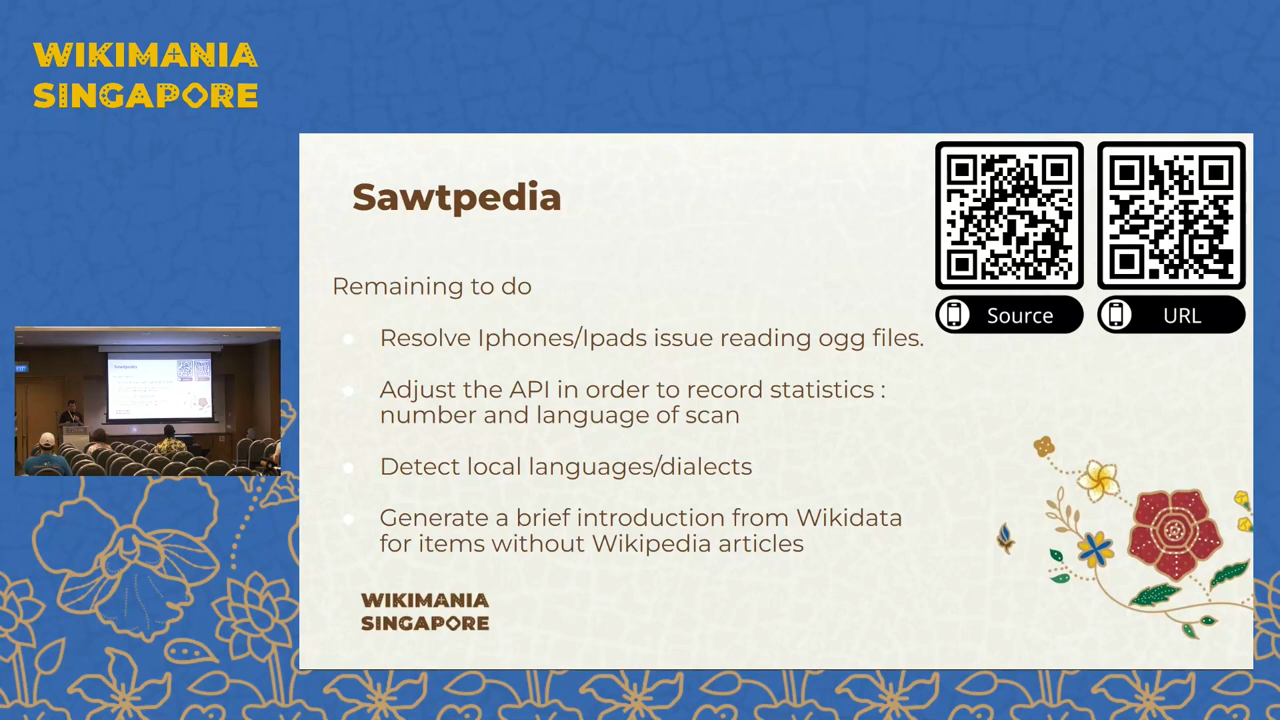 WIKIMANIA
SINGAPORE
Sawtpedia
Source
URL
Remaining to do
Resolve Iphones/Ipads issue reading ogg files.
Adjust the API in order to record statistics :
number and language of scan
Detect local languages/dialects
Generate a brief introduction from Wikidata
for items without Wikipedia articles
WIKIMANIA
SINGAPORE